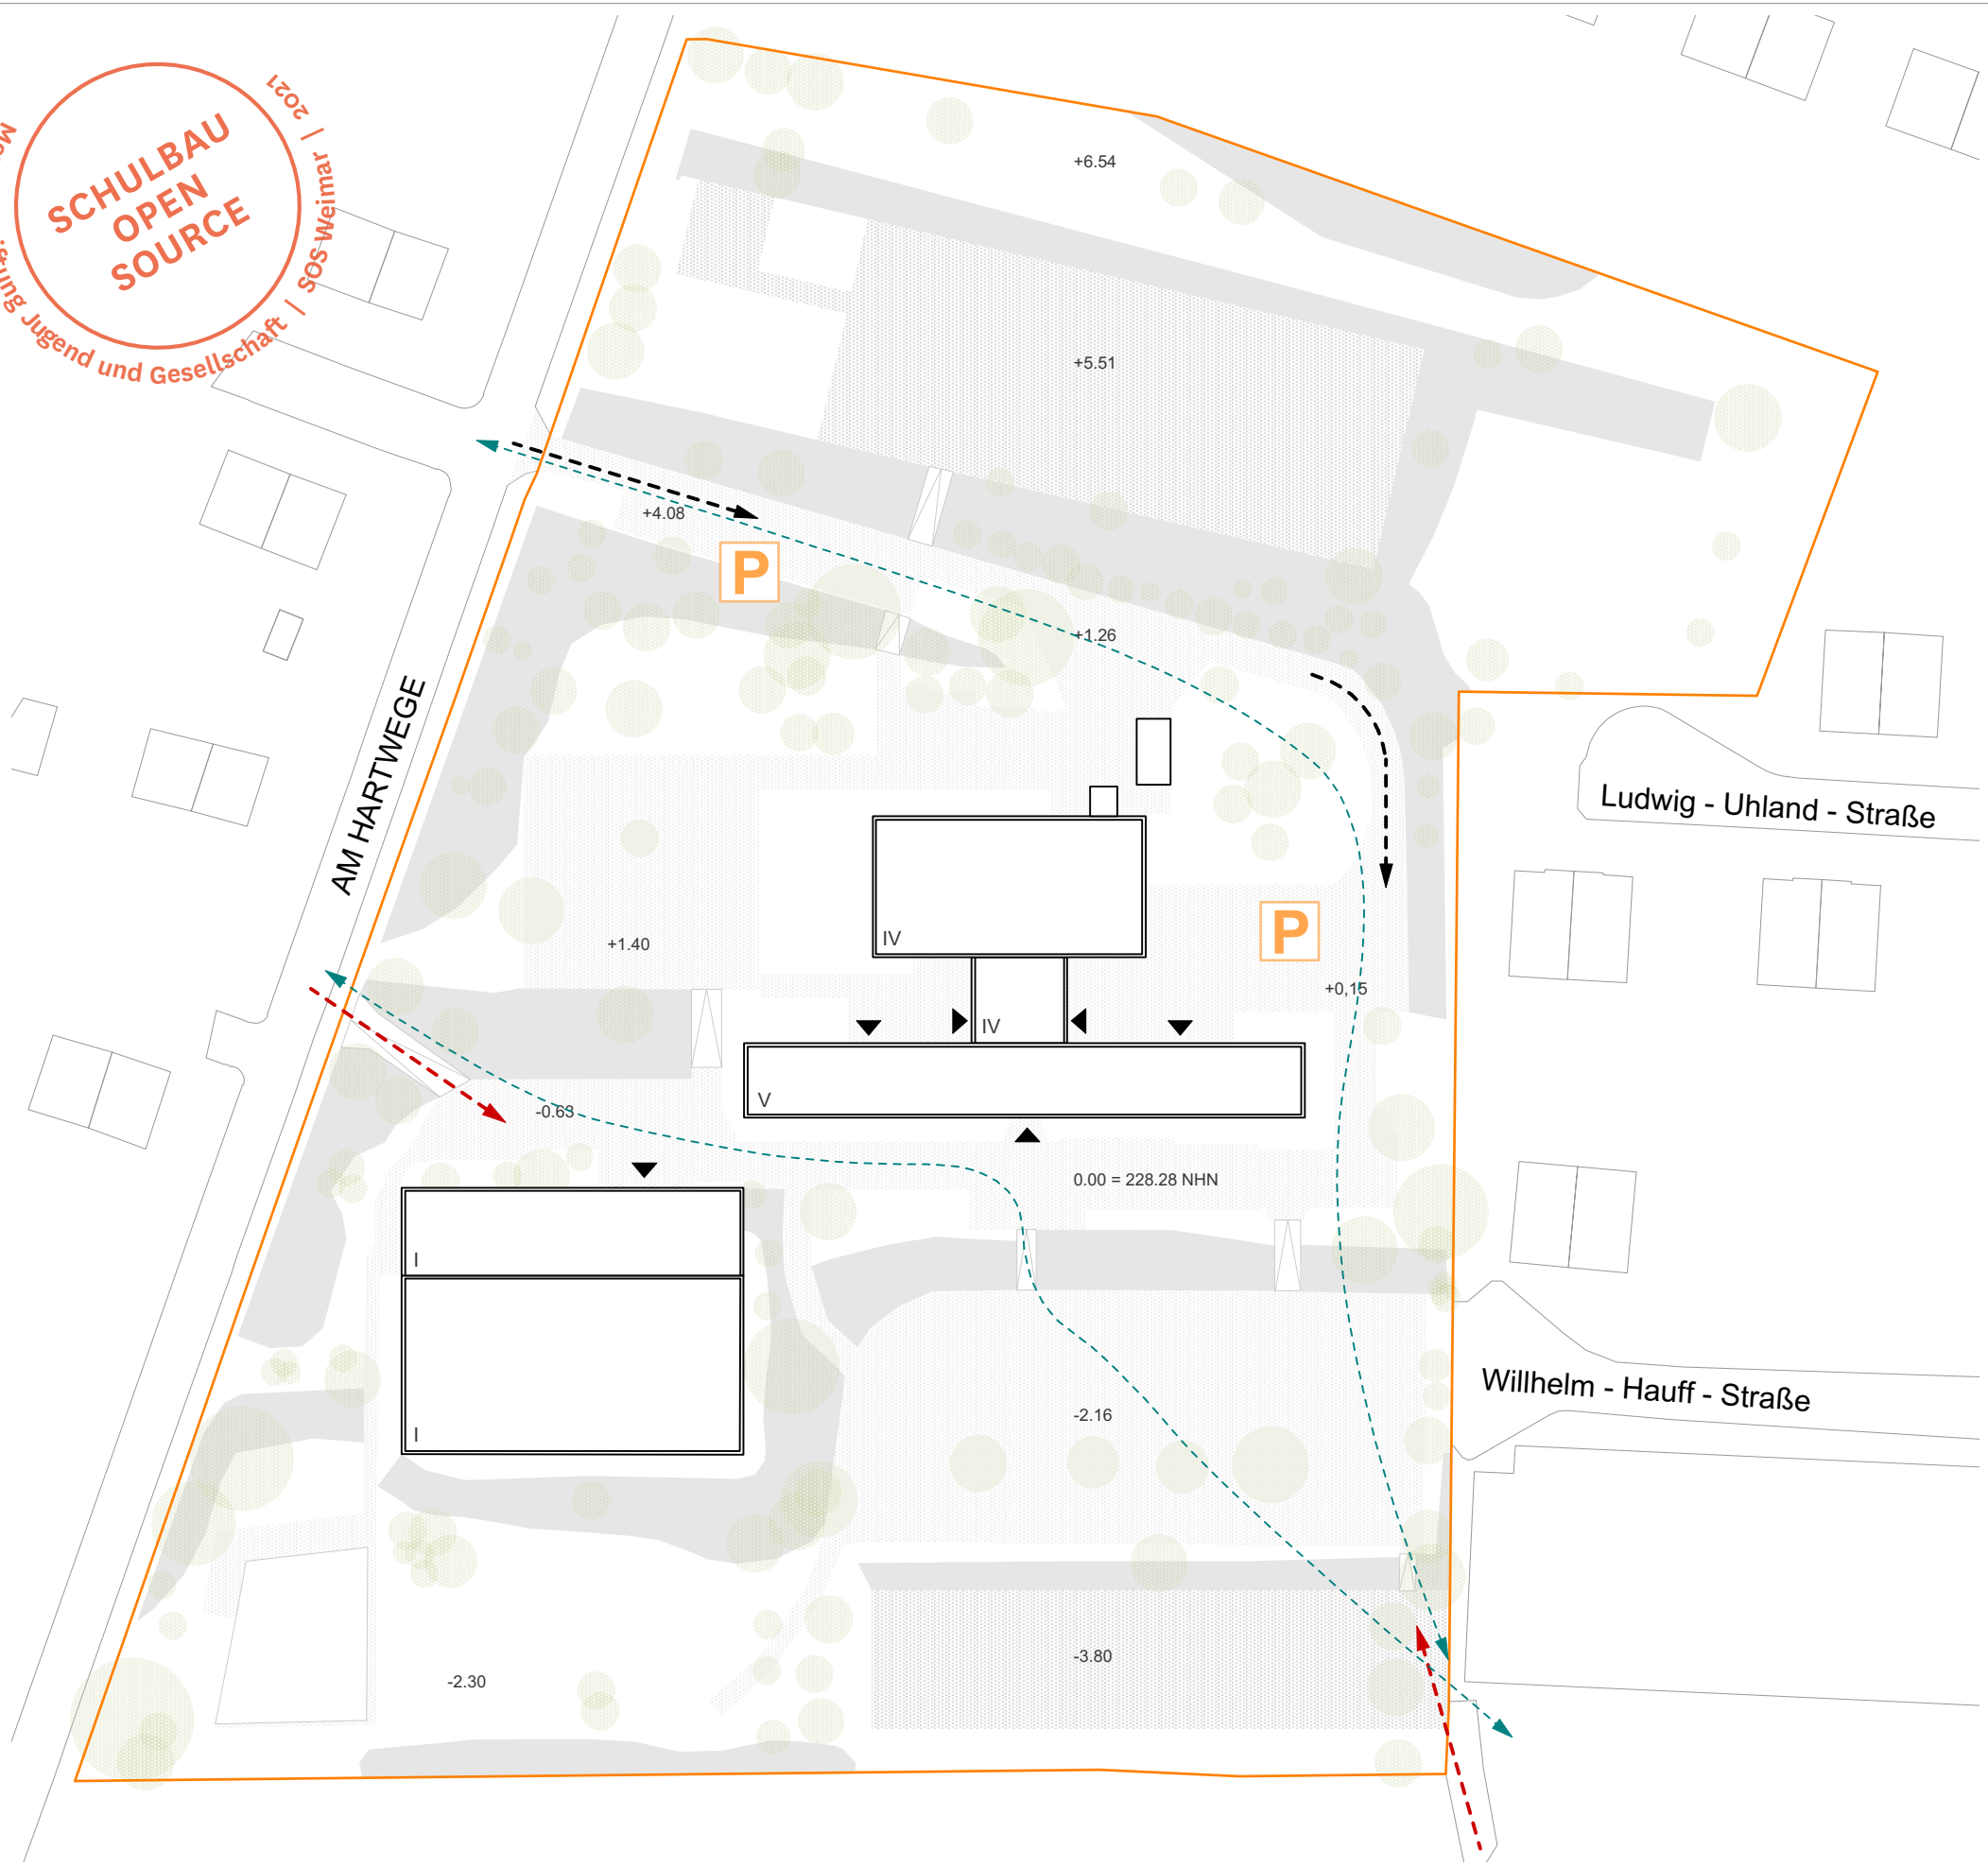 SCHULBAU
OPEN
SOURCE
Jugend und Gesellschaft | SOS Weimar | 2021
+6.54
+5.51
+4.08
P
+1.26
AM HARTWEGE
Ludwig - Uhland - Straße
IV
P
+1.40
+0,15
IV
V
-0.63
0.00 = 228.28 NHN
I
Willhelm - Hauff - Straße
-2.16
I
-3.80
-2.30